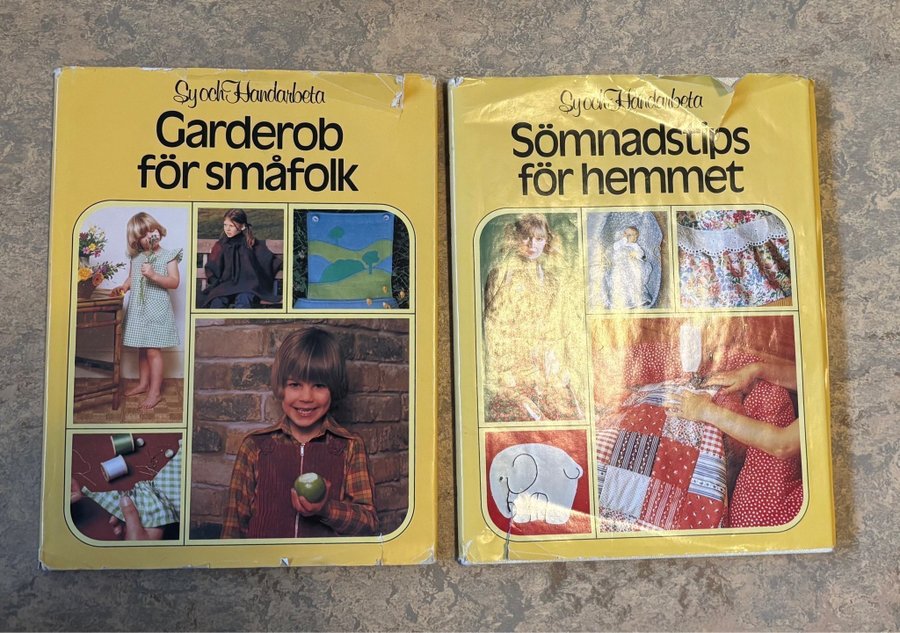 Sy och Handarbeta
Garderob
för småfolk
Sy och Handarbeta
Sömnadstips
för hemmet